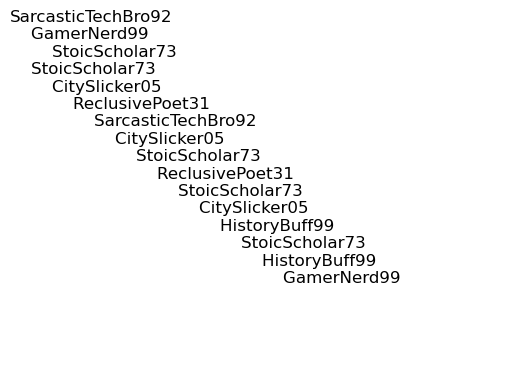 SarcasticTechBro92
GamerNerd99
StoicScholar73
StoicScholar73
CitySlicker05
ReclusivePoet31
SarcasticTechBro92
CitySlicker05
StoicScholar73
ReclusivePoet31
StoicScholar73
CitySlicker05
HistoryBuff99
StoicScholar73
HistoryBuff99
GamerNerd99